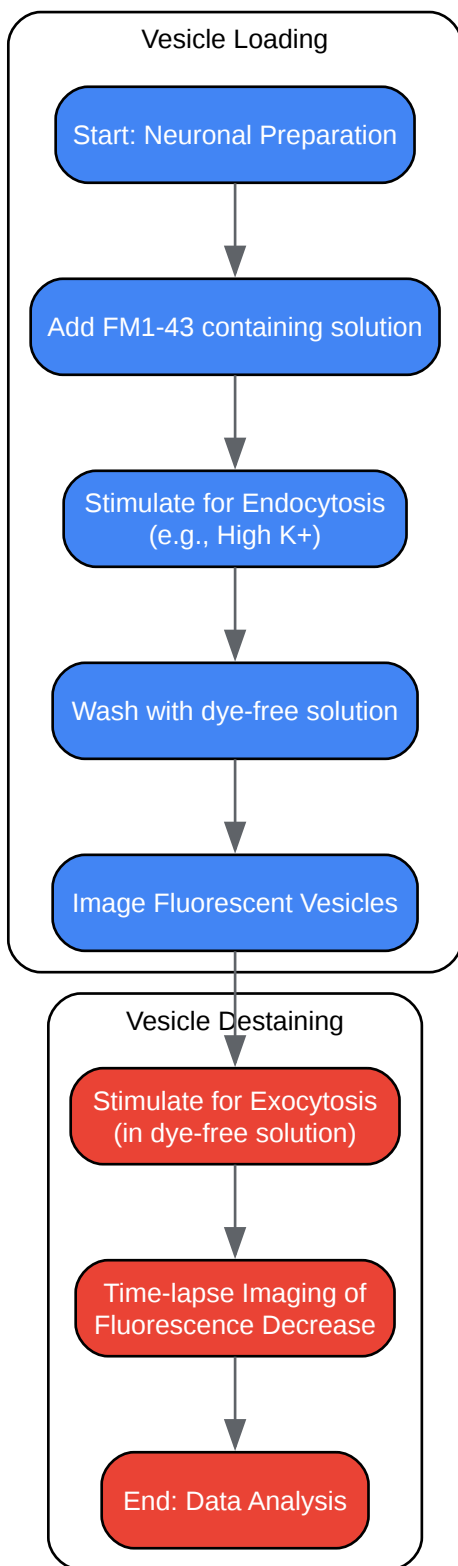 Vesicle Loading
Start: Neuronal Preparation
Add FM1-43 containing solution
Stimulate for Endocytosis
(e.g., High K+)
Wash with dye-free solution
Image Fluorescent Vesicles
Vesicle Destaining
Stimulate for Exocytosis
(in dye-free solution)
Time-lapse Imaging of
Fluorescence Decrease
End: Data Analysis